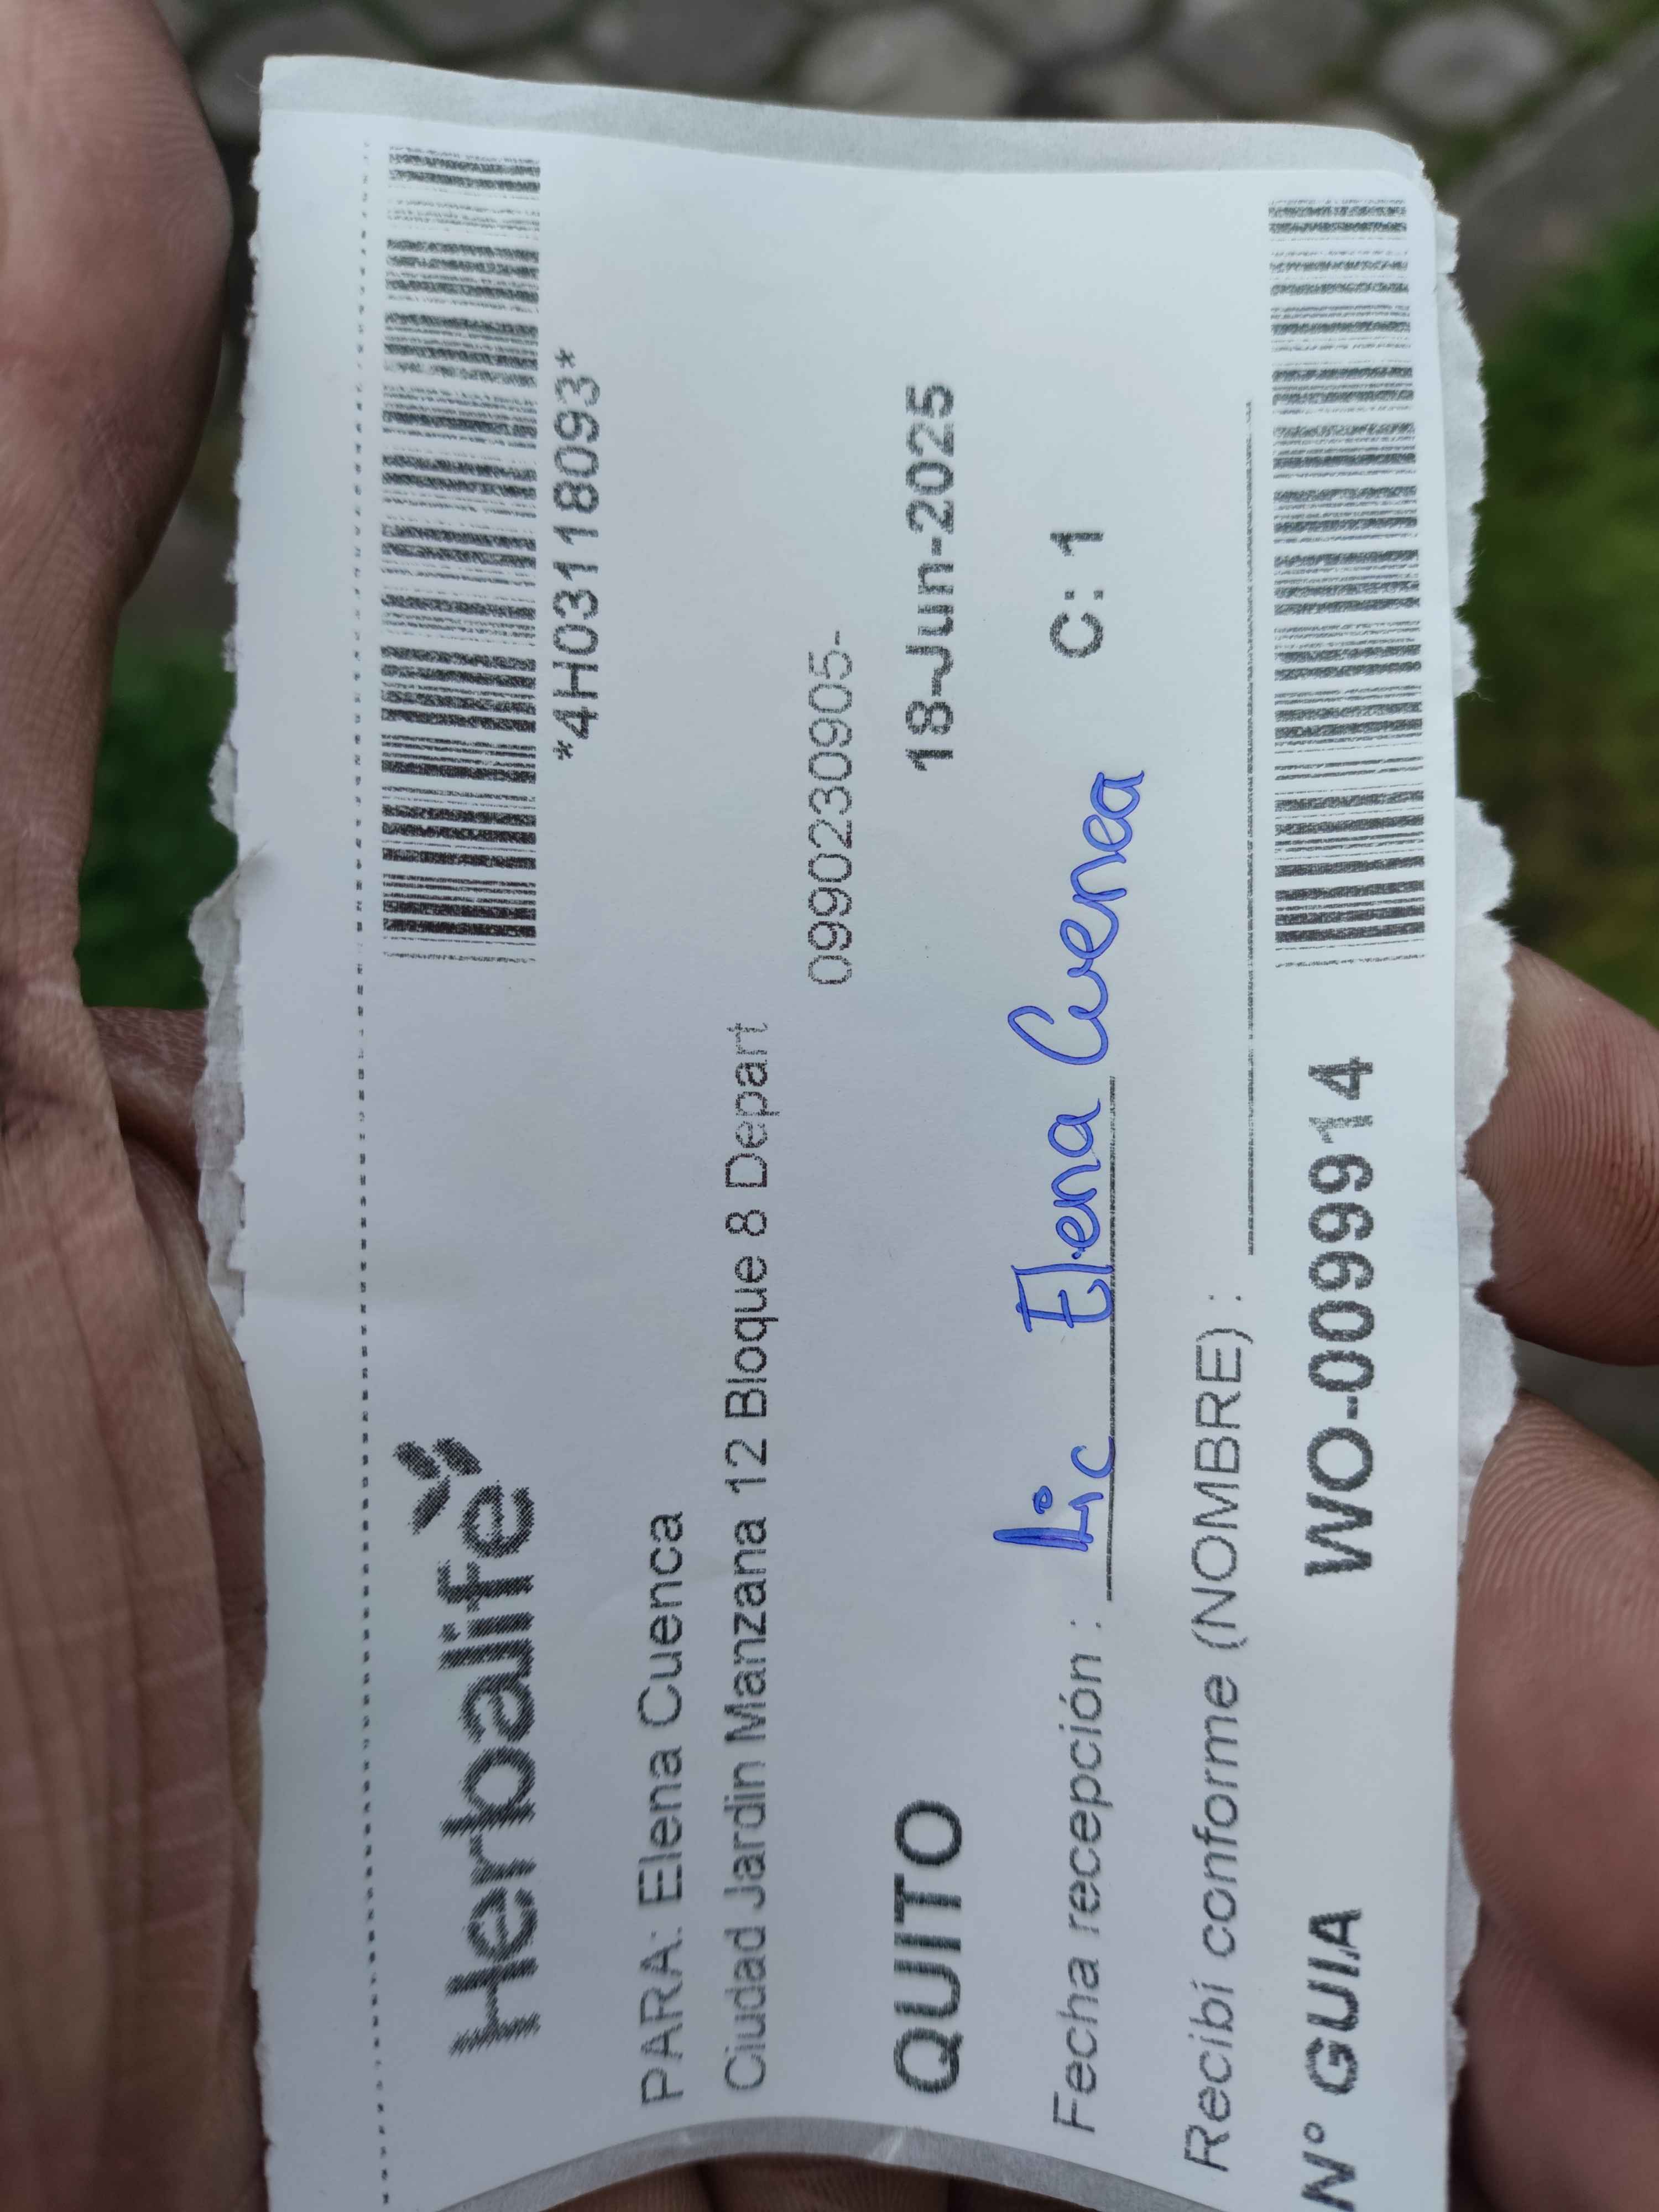 Herbalife
*4H03118093*
PARA: Elena Cuenca
Ciudad Jardin Manzana 12 Bloque 8 Depart
0990230905-
QUITO 18-Jun-2025
Fecha recepción : Lic Elena Cuenca C: 1
Recibí conforme (NOMBRE) :
N° GUIA WO-0099914